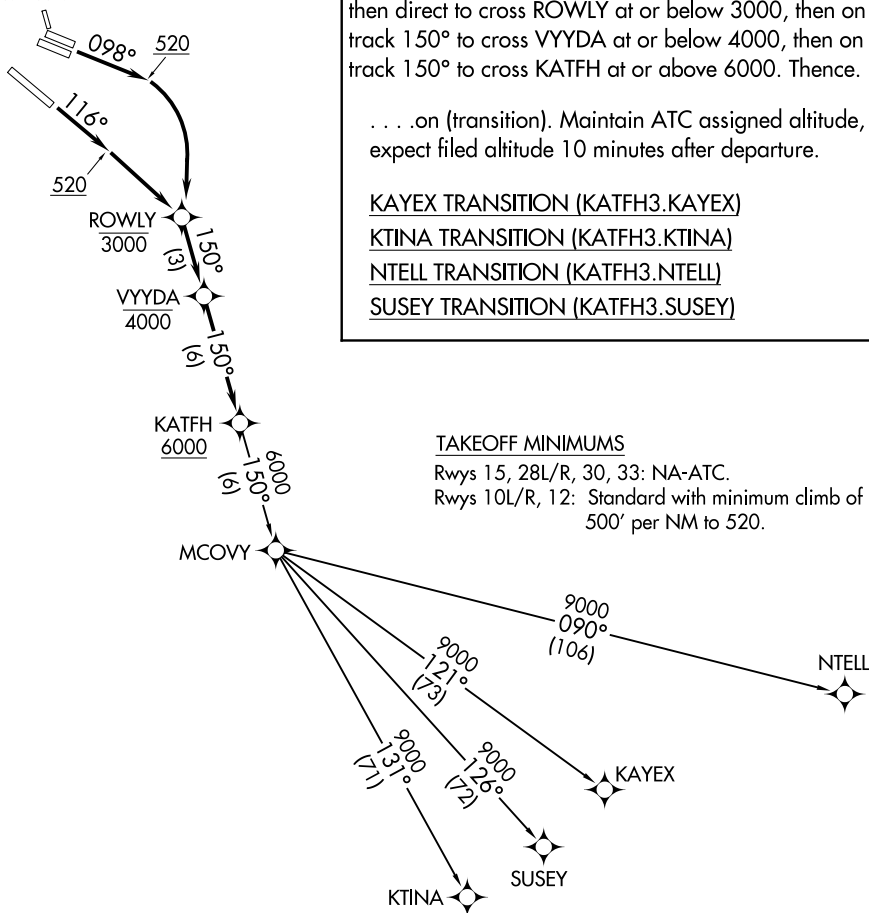 then direct to cross ROWLY at or below 3000, then on
track 150° to cross VYYDA at or below 4000, then on
track 150° to cross KATFH at or above 6000. Thence.
. . . .on (transition). Maintain ATC assigned altitude,
expect filed altitude 10 minutes after departure.
KAYEX TRANSITION (KATFH3.KAYEX)
KTINA TRANSITION (KATFH3.KTINA)
NTELL TRANSITION (KATFH3.NTELL)
SUSEY TRANSITION (KATFH3.SUSEY)
098°
520
116°
520
ROWLY
3000
150°
(3)
VYYDA
4000
150°
(6)
KATFH
6000
6000
150°
(6)
MCOVY
TAKEOFF MINIMUMS
Rwys 15, 28L/R, 30, 33: NA-ATC.
Rwys 10L/R, 12: Standard with minimum climb of
500' per NM to 520.
9000
090°
(106)
NTELL
9000
121°
(73)
KAYEX
9000
126°
(72)
SUSEY
9000
131°
(71)
KTINA